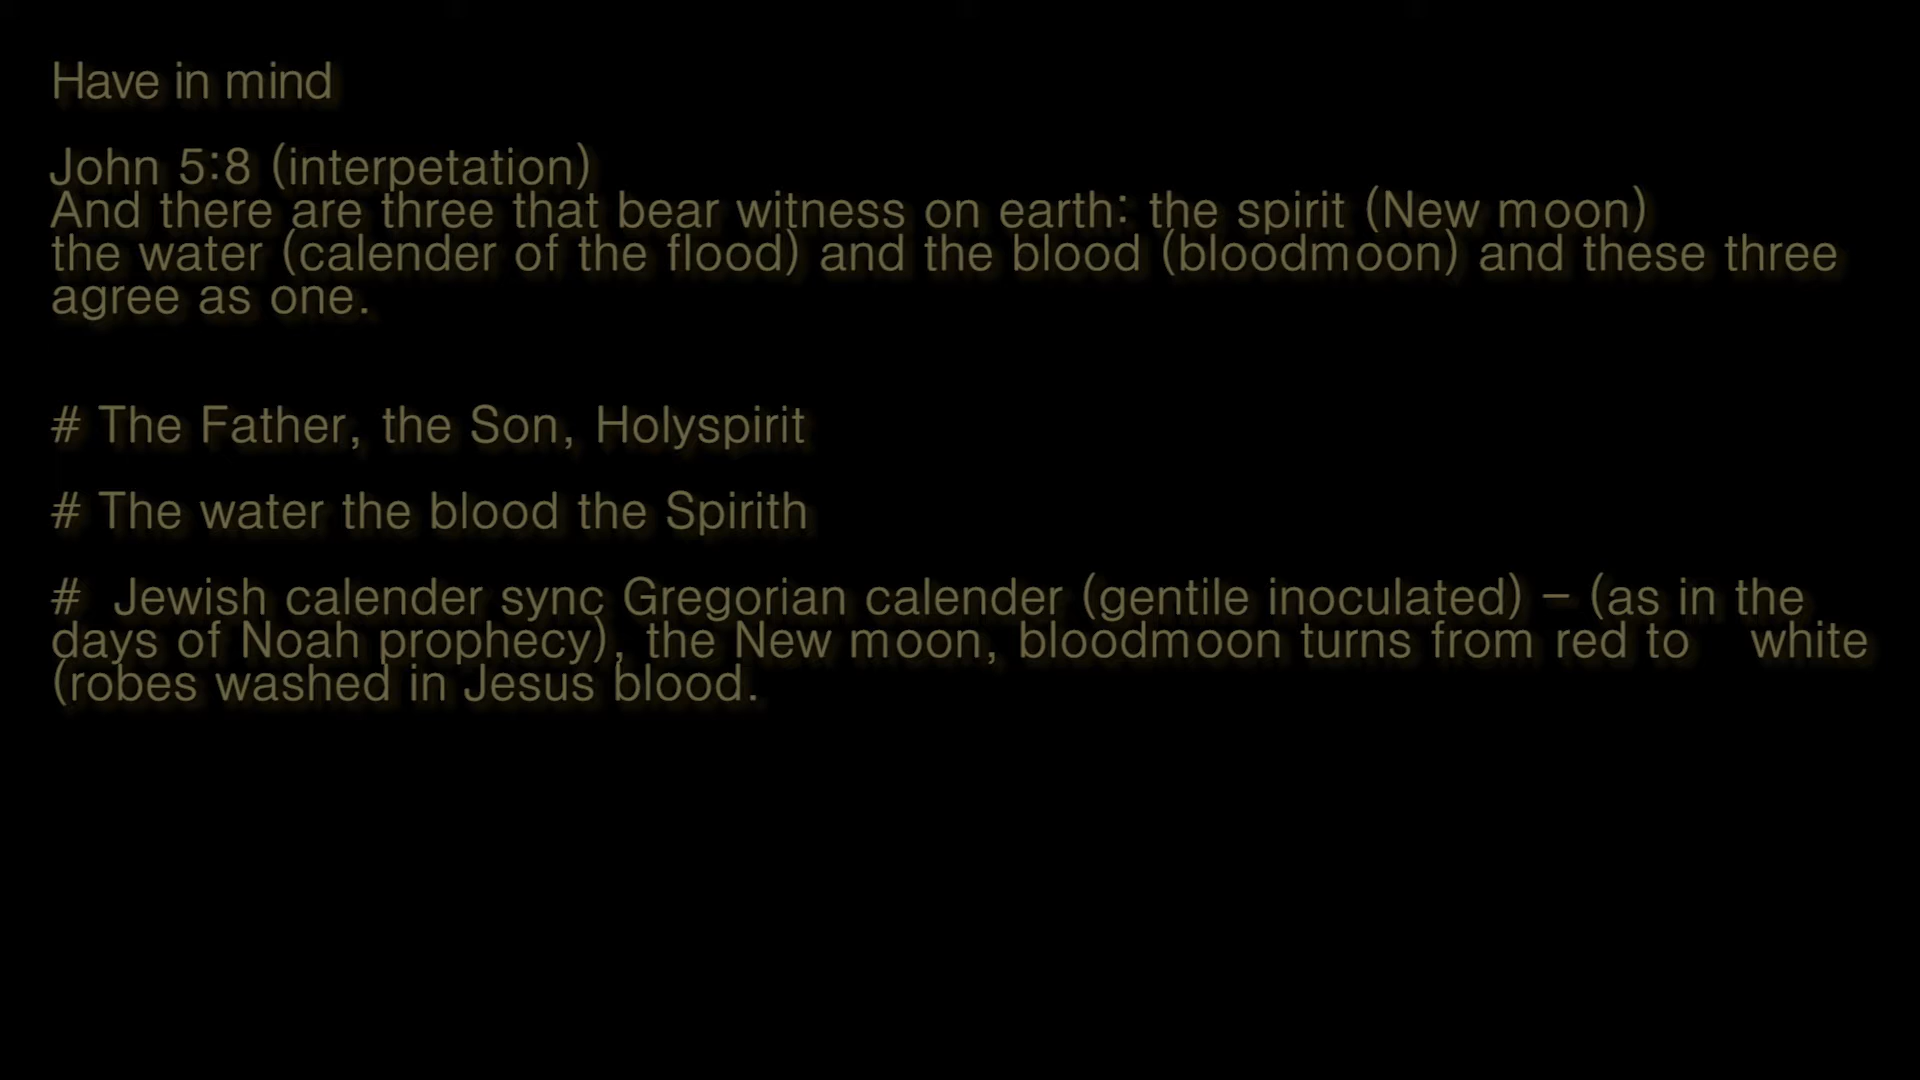 Have in mind
John 5:8 (interpetation)
And there are three that bear witness on earth: the spirit (New moon)
the water (calender of the flood) and the blood (bloodmoon) and these three
agree as one.
# The Father, the Son, Holyspirit
# The water the blood the Spirith
# Jewish calender sync Gregorian calender (gentile inoculated) – (as in the
days of Noah prophecy), the New moon, bloodmoon turns from red to white
(robes washed in Jesus blood.